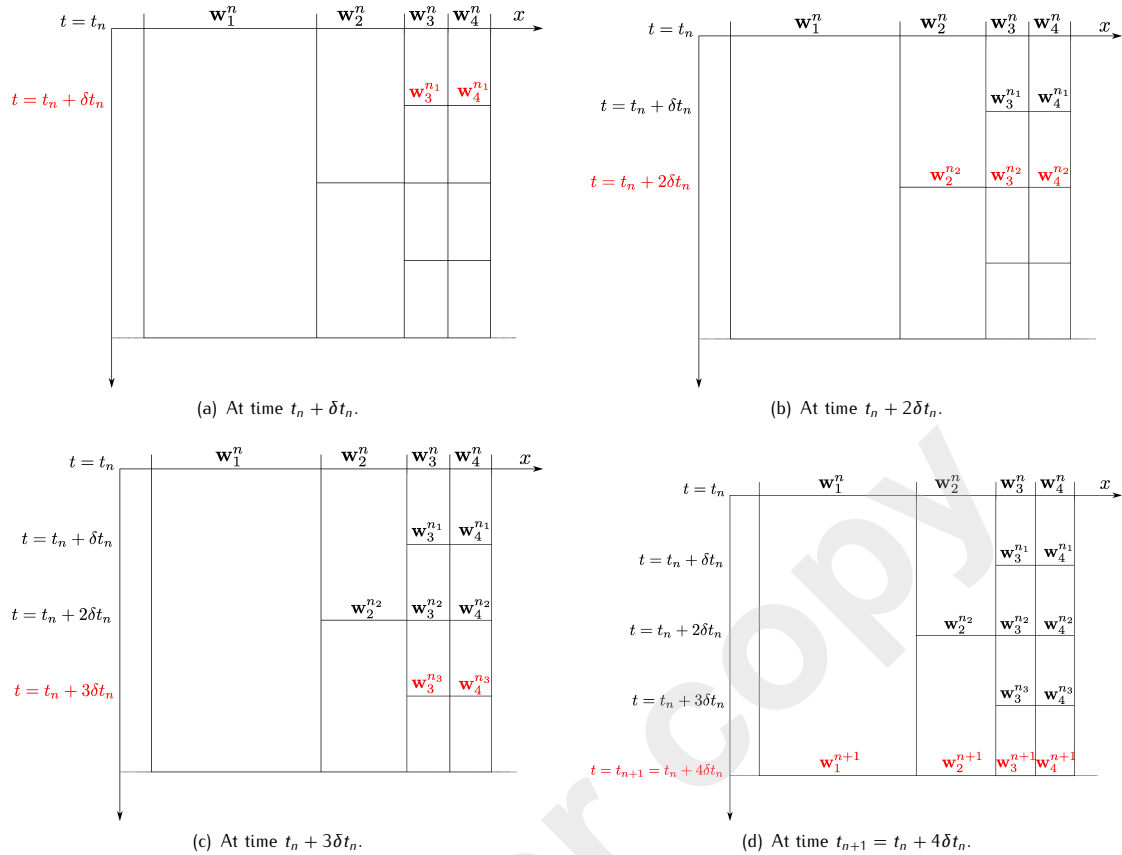 w_1^n w_2^n w_3^n w_4^n x
t = t_n
t = t_n + δt_n w_3^{n_1} w_4^{n_1}
(a) At time t_n + δt_n.
w_1^n w_2^n w_3^n w_4^n x
t = t_n
t = t_n + δt_n w_3^{n_1} w_4^{n_1}
t = t_n + 2δt_n w_2^{n_2} w_3^{n_2} w_4^{n_2}
(b) At time t_n + 2δt_n.
w_1^n w_2^n w_3^n w_4^n x
t = t_n
t = t_n + δt_n w_3^{n_1} w_4^{n_1}
t = t_n + 2δt_n w_2^{n_2} w_3^{n_2} w_4^{n_2}
t = t_n + 3δt_n w_3^{n_3} w_4^{n_3}
(c) At time t_n + 3δt_n.
w_1^n w_2^n w_3^n w_4^n x
t = t_n
t = t_n + δt_n w_3^{n_1} w_4^{n_1}
t = t_n + 2δt_n w_2^{n_2} w_3^{n_2} w_4^{n_2}
t = t_n + 3δt_n w_3^{n_3} w_4^{n_3}
t = t_{n+1} = t_n + 4δt_n w_1^{n+1} w_2^{n+1} w_3^{n+1} w_4^{n+1}
(d) At time t_{n+1} = t_n + 4δt_n.
r copy